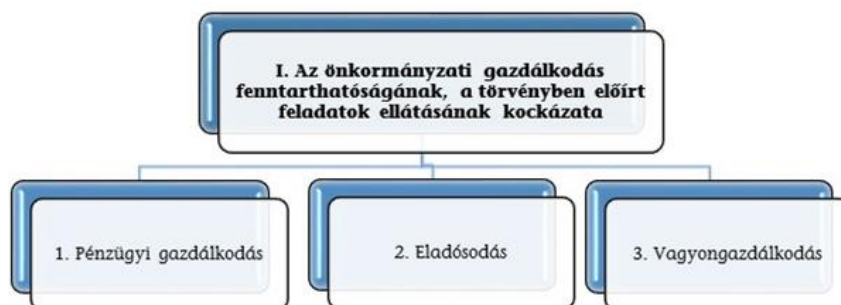 I. Az önkormányzati gazdálkodás
fenntarthatóságának, a törvényben előírt
feladatok ellátásának kockázata
1. Pénzügyi gazdálkodás
2. Eladósodás
3. Vagyongazdálkodás